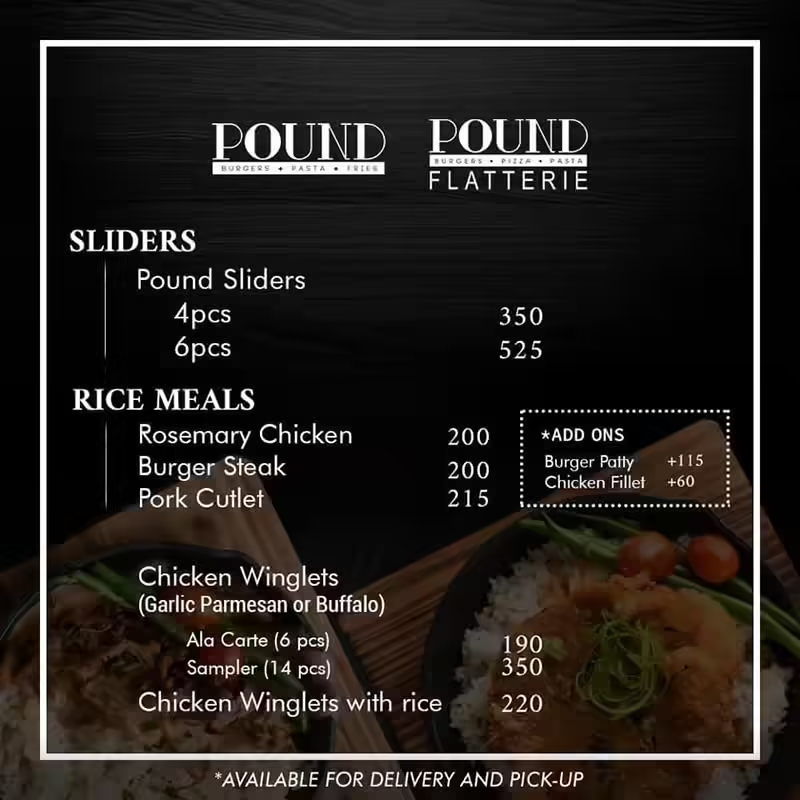 POUND
BURGERS • PASTA • FRIES
POUND
BURGERS • PIZZA • PASTA
FLATTERIE
SLIDERS
Pound Sliders
4pcs 350
6pcs 525
RICE MEALS
Rosemary Chicken 200
Burger Steak 200
Pork Cutlet 215
*ADD ONS
Burger Patty +115
Chicken Fillet +60
Chicken Winglets
(Garlic Parmesan or Buffalo)
Ala Carte (6 pcs) 190
Sampler (14 pcs) 350
Chicken Winglets with rice 220
*AVAILABLE FOR DELIVERY AND PICK-UP